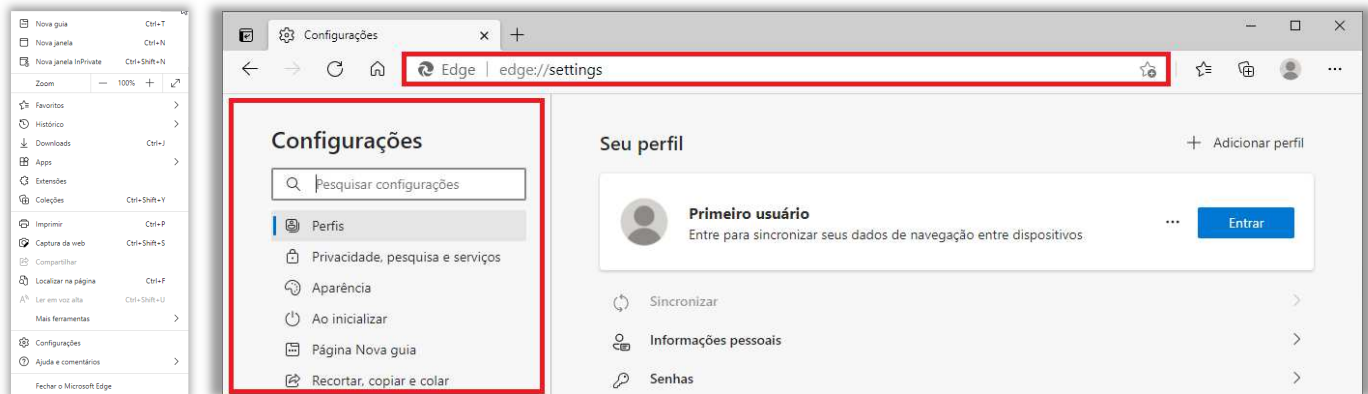 Nova guia Ctrl+T
Nova janela Ctrl+N
Nova janela InPrivate Ctrl+Shift+N
Zoom — 100% +
Favoritos
Histórico
Downloads Ctrl+J
Apps
Extensões
Coleções Ctrl+Shift+Y
Imprimir Ctrl+P
Captura da web Ctrl+Shift+S
Compartilhar
Localizar na página Ctrl+F
Ler em voz alta Ctrl+Shift+U
Mais ferramentas
Configurações
Ajuda e comentários
Fechar o Microsoft Edge
Configurações
Edge | edge://settings
Configurações
Pesquisar configurações
Perfis
Privacidade, pesquisa e serviços
Aparência
Ao inicializar
Página Nova guia
Recortar, copiar e colar
Seu perfil
+ Adicionar perfil
Primeiro usuário
Entre para sincronizar seus dados de navegação entre dispositivos
... Entrar
Sincronizar
Informações pessoais
Senhas